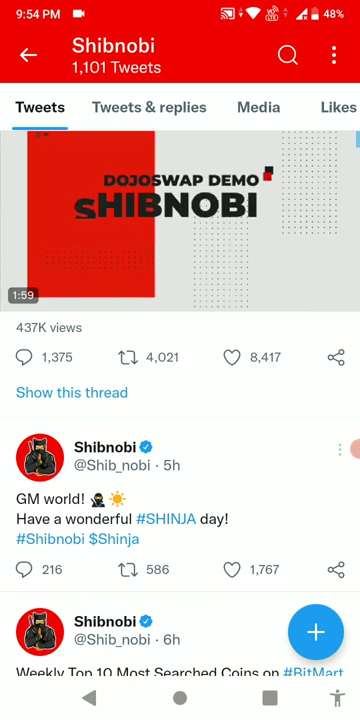 9:54 PM
48%
Shibnobi
1,101 Tweets
Tweets Tweets & replies Media Likes
DOJOSWAP DEMO
SHIBNOBI
1:59
437K views
1,375 4,021 8,417
Show this thread
Shibnobi
@Shib_nobi · 5h
GM world! 🥷☀️
Have a wonderful #SHINJA day!
#Shibnobi $Shinja
216 586 1,767
Shibnobi
@Shib_nobi · 6h
Weekly Top 10 Most Searched Coins on #BitMart